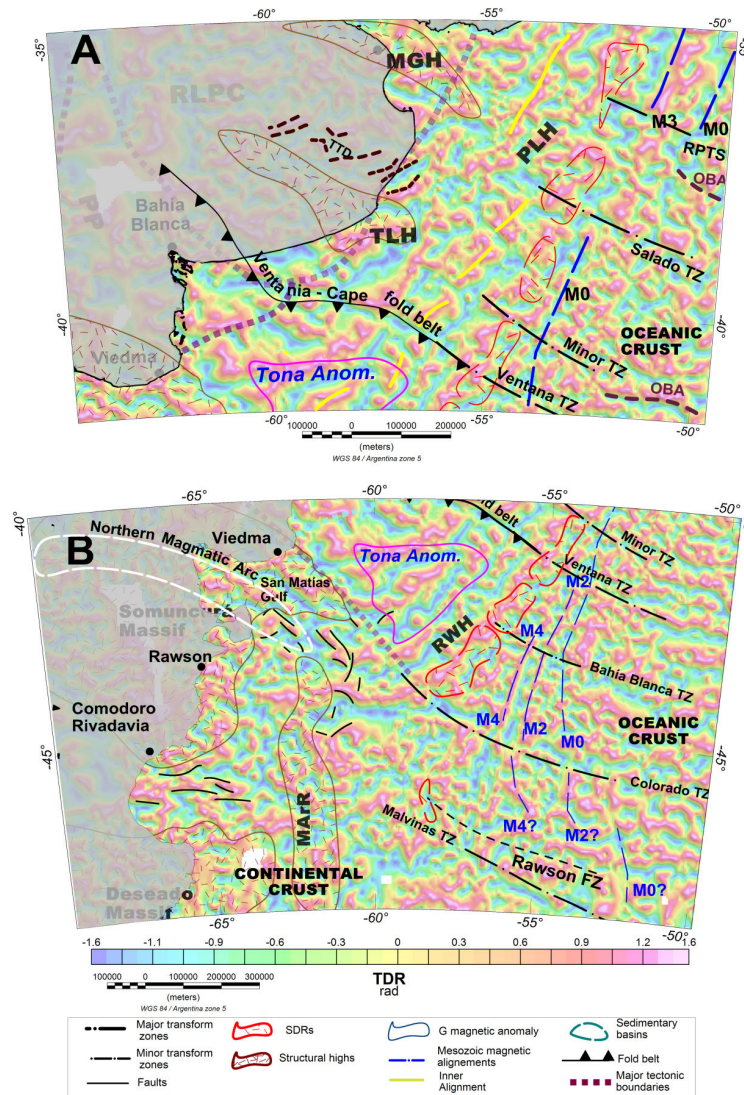 -60°
-55°
-50°
-35°
A
MGH
-35°
RLPC
M3
M0
TTD
PLH
RPTS
OBA
PP
Bahia
Blanca
TLH
Salado TZ
Ventania - Cape
fold belt
M0
-40°
-40°
Minor TZ
OCEANIC
CRUST
Viedma
Tona Anom.
Ventana TZ
OBA
-60°
-55°
-50°
100000 0 100000 200000
(meters)
WGS 84 / Argentina zone 5
-65°
-60°
-55°
-40°
-40°
B
Northern Magmatic Arc
Viedma
fold belt
Minor TZ
Tona Anom.
San Matías
Gulf
Ventana TZ
M2
Somuncura
Massif
M4
RWH
Rawson
Bahía Blanca TZ
Comodoro
Rivadavia
M4
M2
M0
OCEANIC
CRUST
-45°
-45°
Colorado TZ
MArR
M4?
M2?
Malvinas TZ
Rawson FZ
CONTINENTAL
CRUST
M0?
Deseado
Massif
-65°
-60°
-55°
-50°
-1.6 -1.1 -0.9 -0.6 -0.3 0 0.3 0.6 0.9 1.2 1.6
TDR
rad
100000 0 100000 200000 300000
(meters)
WGS 84 / Argentina zone 5
Major transform
zones
SDRs
G magnetic anomaly
Sedimentary
basins
Minor transform
zones
Structural highs
Mesozoic magnetic
alignements
Fold belt
Faults
Inner
Alignment
Major tectonic
boundaries